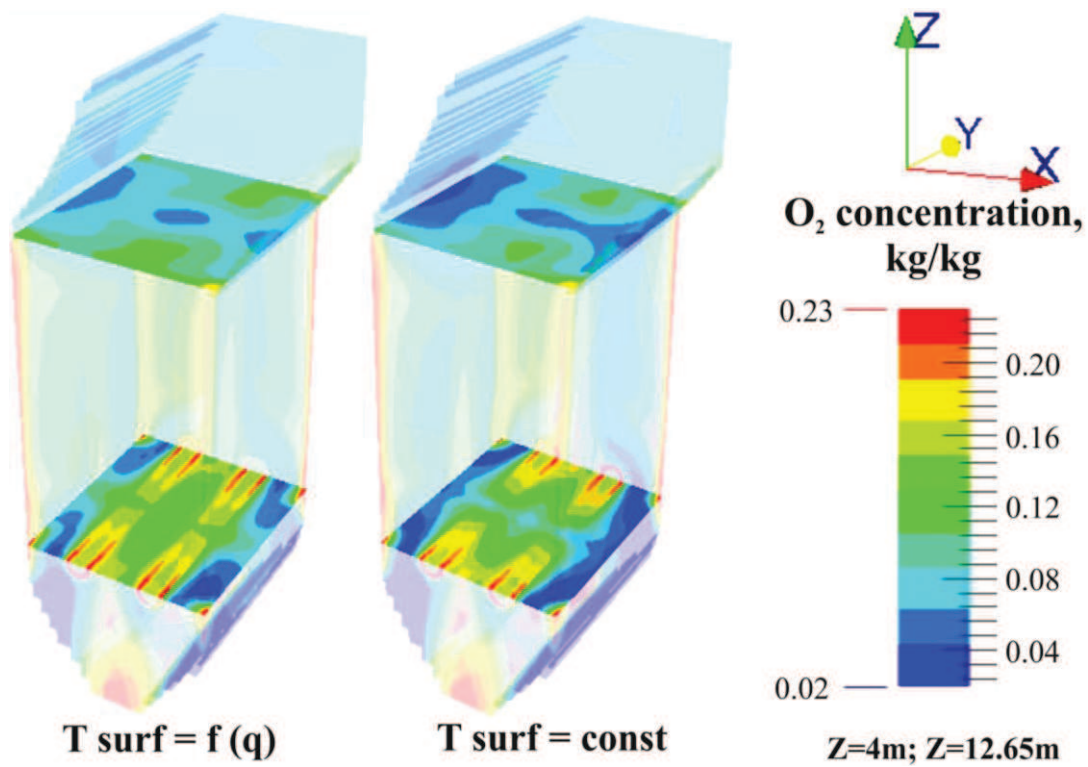 Z
Y
X
O₂ concentration,
kg/kg
0.23
0.20
0.16
0.12
0.08
0.04
0.02
T surf = f (q)
T surf = const
Z=4m; Z=12.65m